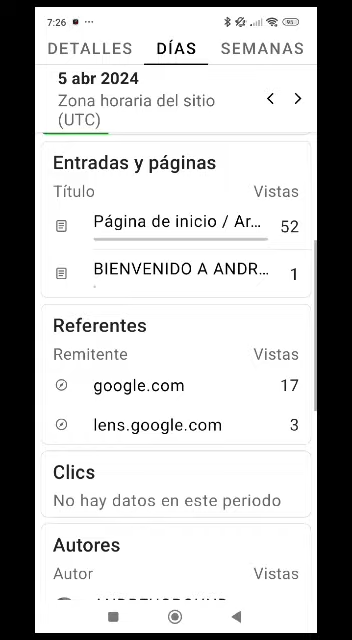 7:26
91
DETALLES DÍAS SEMANAS
5 abr 2024
Zona horaria del sitio
(UTC)
Entradas y páginas
Título Vistas
Página de inicio / Ar... 52
BIENVENIDO A ANDR... 1
Referentes
Remitente Vistas
google.com 17
lens.google.com 3
Clics
No hay datos en este periodo
Autores
Autor Vistas